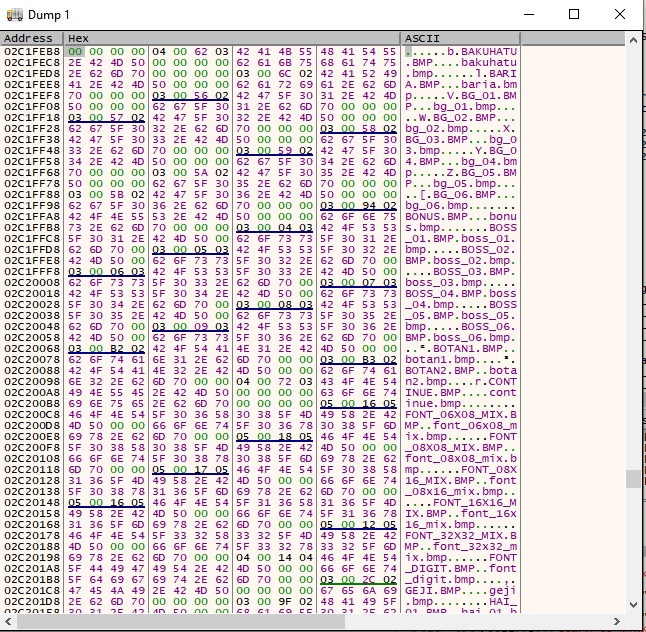 Dump 1
Address Hex ASCII
02C1FEB8 00 00 00 00 04 00 62 03 42 41 4B 55 48 41 54 55 ......b.BAKUHATU
02C1FEC8 2E 42 4D 50 00 00 00 00 62 61 6B 75 68 61 74 75 .BMP....bakuhatu
02C1FED8 2E 62 6D 70 00 00 00 00 03 00 6C 02 42 41 52 49 .bmp......l.BARI
02C1FEE8 41 2E 42 4D 50 00 00 00 62 61 72 69 61 2E 62 6D A.BMP...baria.bm
02C1FEF8 70 00 00 00 03 00 56 02 42 47 5F 30 31 2E 42 4D p.....V.BG_01.BM
02C1FF08 50 00 00 00 62 67 5F 30 31 2E 62 6D 70 00 00 00 P...bg_01.bmp...
02C1FF18 03 00 57 02 42 47 5F 30 32 2E 42 4D 50 00 00 00 ..W.BG_02.BMP...
02C1FF28 62 67 5F 30 32 2E 62 6D 70 00 00 00 03 00 58 02 bg_02.bmp.....X.
02C1FF38 42 47 5F 30 33 2E 42 4D 50 00 00 00 62 67 5F 30 BG_03.BMP...bg_0
02C1FF48 33 2E 62 6D 70 00 00 00 03 00 59 02 42 47 5F 30 3.bmp.....Y.BG_0
02C1FF58 34 2E 42 4D 50 00 00 00 62 67 5F 30 34 2E 62 6D 4.BMP...bg_04.bm
02C1FF68 70 00 00 00 03 00 5A 02 42 47 5F 30 35 2E 42 4D p.....Z.BG_05.BM
02C1FF78 50 00 00 00 62 67 5F 30 35 2E 62 6D 70 00 00 00 P...bg_05.bmp...
02C1FF88 03 00 5B 02 42 47 5F 30 36 2E 42 4D 50 00 00 00 ..[.BG_06.BMP...
02C1FF98 62 67 5F 30 36 2E 62 6D 70 00 00 00 03 00 94 02 bg_06.bmp.......
02C1FFA8 42 4F 4E 55 53 2E 42 4D 50 00 00 00 62 6F 6E 75 BONUS.BMP...bonu
02C1FFB8 73 2E 62 6D 70 00 00 00 03 00 04 03 42 4F 53 53 s.bmp.......BOSS
02C1FFC8 5F 30 31 2E 42 4D 50 00 62 6F 73 73 5F 30 31 2E _01.BMP.boss_01.
02C1FFD8 62 6D 70 00 03 00 05 03 42 4F 53 53 5F 30 32 2E bmp.....BOSS_02.
02C1FFE8 42 4D 50 00 62 6F 73 73 5F 30 32 2E 62 6D 70 00 BMP.boss_02.bmp.
02C1FFF8 03 00 06 03 42 4F 53 53 5F 30 33 2E 42 4D 50 00 ....BOSS_03.BMP.
02C20008 62 6F 73 73 5F 30 33 2E 62 6D 70 00 03 00 07 03 boss_03.bmp.....
02C20018 42 4F 53 53 5F 30 34 2E 42 4D 50 00 62 6F 73 73 BOSS_04.BMP.boss
02C20028 5F 30 34 2E 62 6D 70 00 03 00 08 03 42 4F 53 53 _04.bmp.....BOSS
02C20038 5F 30 35 2E 42 4D 50 00 62 6F 73 73 5F 30 35 2E _05.BMP.boss_05.
02C20048 62 6D 70 00 03 00 09 03 42 4F 53 53 5F 30 36 2E bmp.....BOSS_06.
02C20058 42 4D 50 00 62 6F 73 73 5F 30 36 2E 62 6D 70 00 BMP.boss_06.bmp.
02C20068 03 00 B2 02 42 4F 54 41 4E 31 2E 42 4D 50 00 00 ..².BOTAN1.BMP..
02C20078 62 6F 74 61 6E 31 2E 62 6D 70 00 00 03 00 B3 02 botan1.bmp....³.
02C20088 42 4F 54 41 4E 32 2E 42 4D 50 00 00 62 6F 74 61 BOTAN2.BMP..bota
02C20098 6E 32 2E 62 6D 70 00 00 04 00 72 03 43 4F 4E 54 n2.bmp....r.CONT
02C200A8 49 4E 55 45 2E 42 4D 50 00 00 00 00 63 6F 6E 74 INUE.BMP....cont
02C200B8 69 6E 75 65 2E 62 6D 70 00 00 00 00 05 00 16 05 inue.bmp........
02C200C8 46 4F 4E 54 5F 30 36 58 30 38 5F 4D 49 58 2E 42 FONT_06X08_MIX.B
02C200D8 4D 50 00 00 66 6F 6E 74 5F 30 36 78 30 38 5F 6D MP..font_06x08_m
02C200E8 69 78 2E 62 6D 70 00 00 05 00 18 05 46 4F 4E 54 ix.bmp......FONT
02C200F8 5F 30 38 58 30 38 5F 4D 49 58 2E 42 4D 50 00 00 _08X08_MIX.BMP..
02C20108 66 6F 6E 74 5F 30 38 78 30 38 5F 6D 69 78 2E 62 font_08x08_mix.b
02C20118 6D 70 00 00 05 00 17 05 46 4F 4E 54 5F 30 38 58 mp......FONT_08X
02C20128 31 36 5F 4D 49 58 2E 42 4D 50 00 00 66 6F 6E 74 16_MIX.BMP..font
02C20138 5F 30 38 78 31 36 5F 6D 69 78 2E 62 6D 70 00 00 _08x16_mix.bmp..
02C20148 05 00 16 05 46 4F 4E 54 5F 31 36 58 31 36 5F 4D ....FONT_16X16_M
02C20158 49 58 2E 42 4D 50 00 00 66 6F 6E 74 5F 31 36 78 IX.BMP..font_16x
02C20168 31 36 5F 6D 69 78 2E 62 6D 70 00 00 05 00 12 05 16_mix.bmp......
02C20178 46 4F 4E 54 5F 33 32 58 33 32 5F 4D 49 58 2E 42 FONT_32X32_MIX.B
02C20188 4D 50 00 00 66 6F 6E 74 5F 33 32 78 33 32 5F 6D MP..font_32x32_m
02C20198 69 78 2E 62 6D 70 00 00 04 00 14 04 46 4F 4E 54 ix.bmp......FONT
02C201A8 5F 44 49 47 49 54 2E 42 4D 50 00 00 66 6F 6E 74 _DIGIT.BMP..font
02C201B8 5F 64 69 67 69 74 2E 62 6D 70 00 00 03 00 2C 02 _digit.bmp....,.
02C201C8 47 45 4A 49 2E 42 4D 50 00 00 00 00 67 65 6A 69 GEJI.BMP....geji
02C201D8 2E 62 6D 70 00 00 00 00 03 00 9F 02 48 41 49 5F .bmp........HAI_